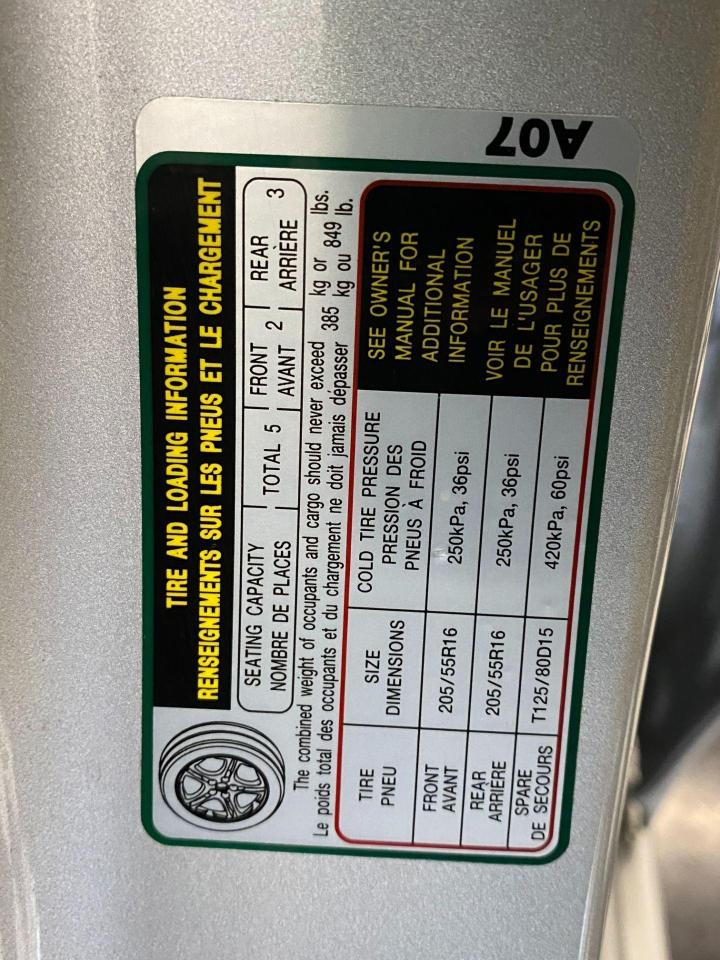 A07
TIRE AND LOADING INFORMATION
RENSEIGNEMENTS SUR LES PNEUS ET LE CHARGEMENT
SEATING CAPACITY
NOMBRE DE PLACES
TOTAL 5
FRONT
AVANT 2
REAR
ARRIÈRE 3
The combined weight of occupants and cargo should never exceed 385 kg or 849 lbs.
Le poids total des occupants et du chargement ne doit jamais dépasser 385 kg ou 849 lb.
TIRE
PNEU
SIZE
DIMENSIONS
COLD TIRE PRESSURE
PRESSION DES
PNEUS À FROID
FRONT
AVANT
205/55R16
250kPa, 36psi
REAR
ARRIÈRE
205/55R16
250kPa, 36psi
SPARE
DE SECOURS
T125/80D15
420kPa, 60psi
SEE OWNER'S
MANUAL FOR
ADDITIONAL
INFORMATION
VOIR LE MANUEL
DE L'USAGER
POUR PLUS DE
RENSEIGNEMENTS